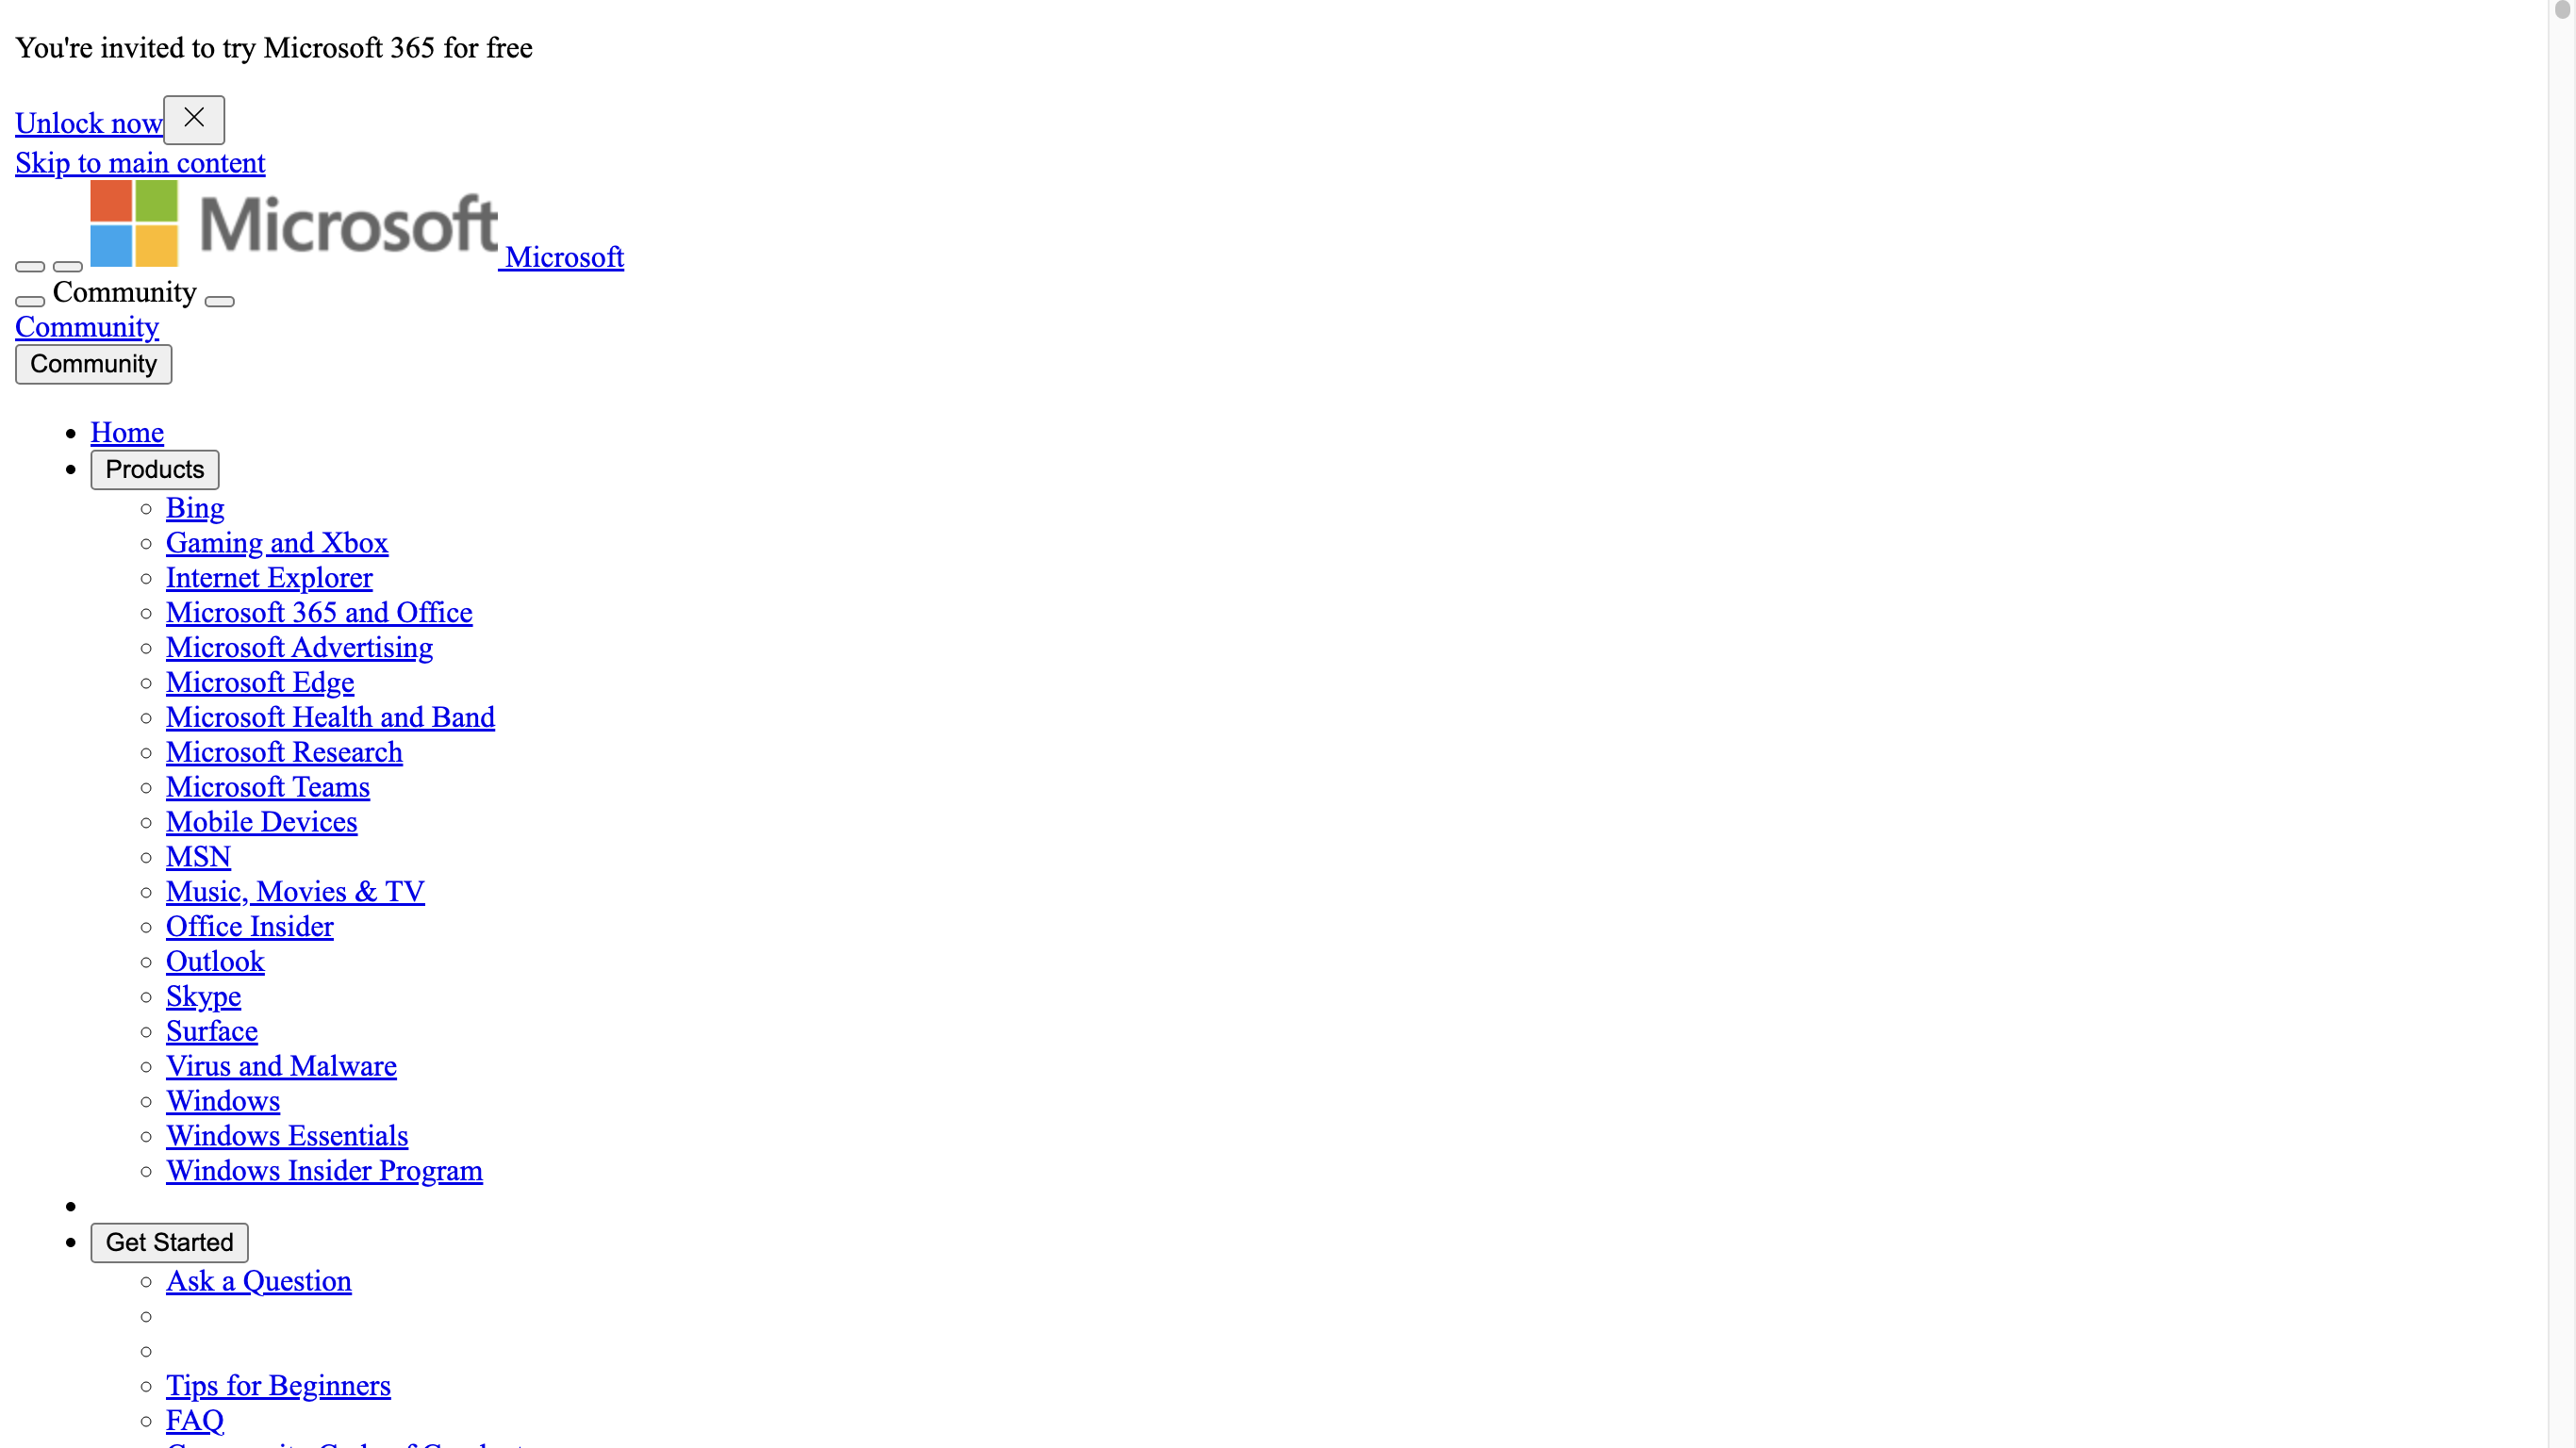 You're invited to try Microsoft 365 for free
Unlock now
Skip to main content
Microsoft Microsoft
Community
Community
Community
Home
Products
Bing
Gaming and Xbox
Internet Explorer
Microsoft 365 and Office
Microsoft Advertising
Microsoft Edge
Microsoft Health and Band
Microsoft Research
Microsoft Teams
Mobile Devices
MSN
Music, Movies & TV
Office Insider
Outlook
Skype
Surface
Virus and Malware
Windows
Windows Essentials
Windows Insider Program
Get Started
Ask a Question
Tips for Beginners
FAQ